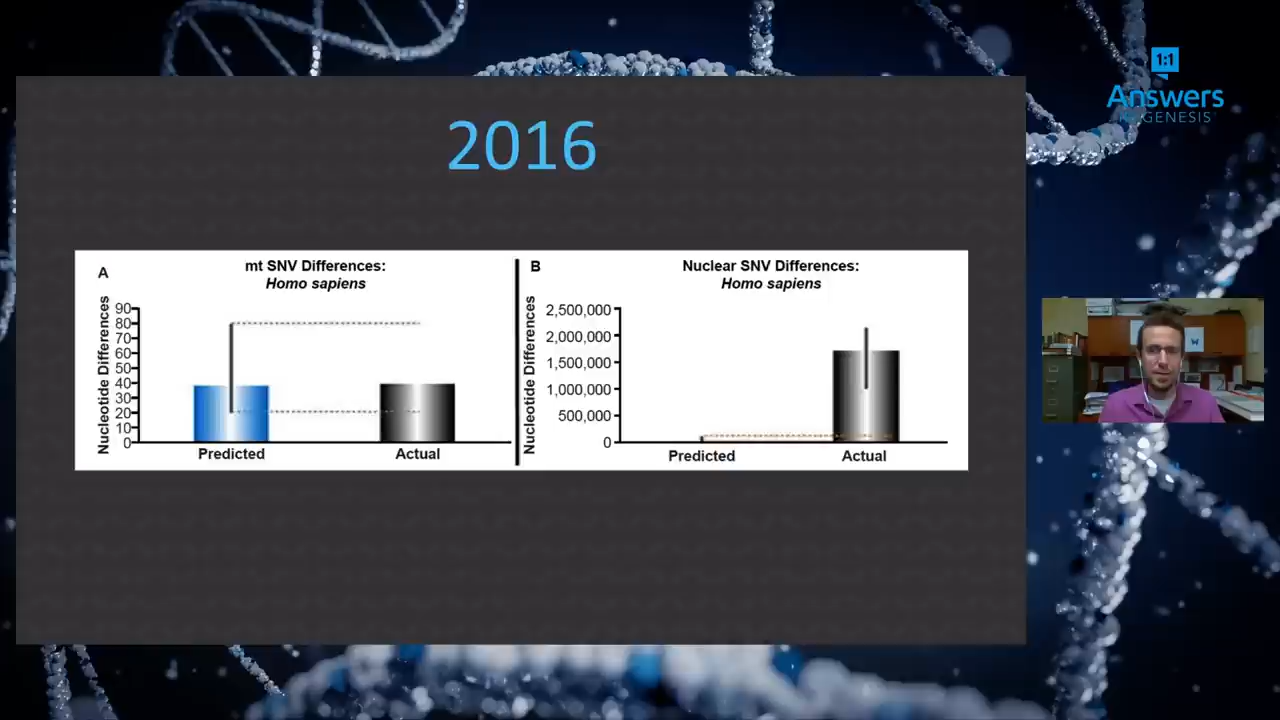 1:1
Answers
IN GENESIS
2016
A
mt SNV Differences:
Homo sapiens
Nucleotide Differences
90
80
70
60
50
40
30
20
10
0
Predicted
Actual
B
Nuclear SNV Differences:
Homo sapiens
Nucleotide Differences
2,500,000
2,000,000
1,500,000
1,000,000
500,000
0
Predicted
Actual